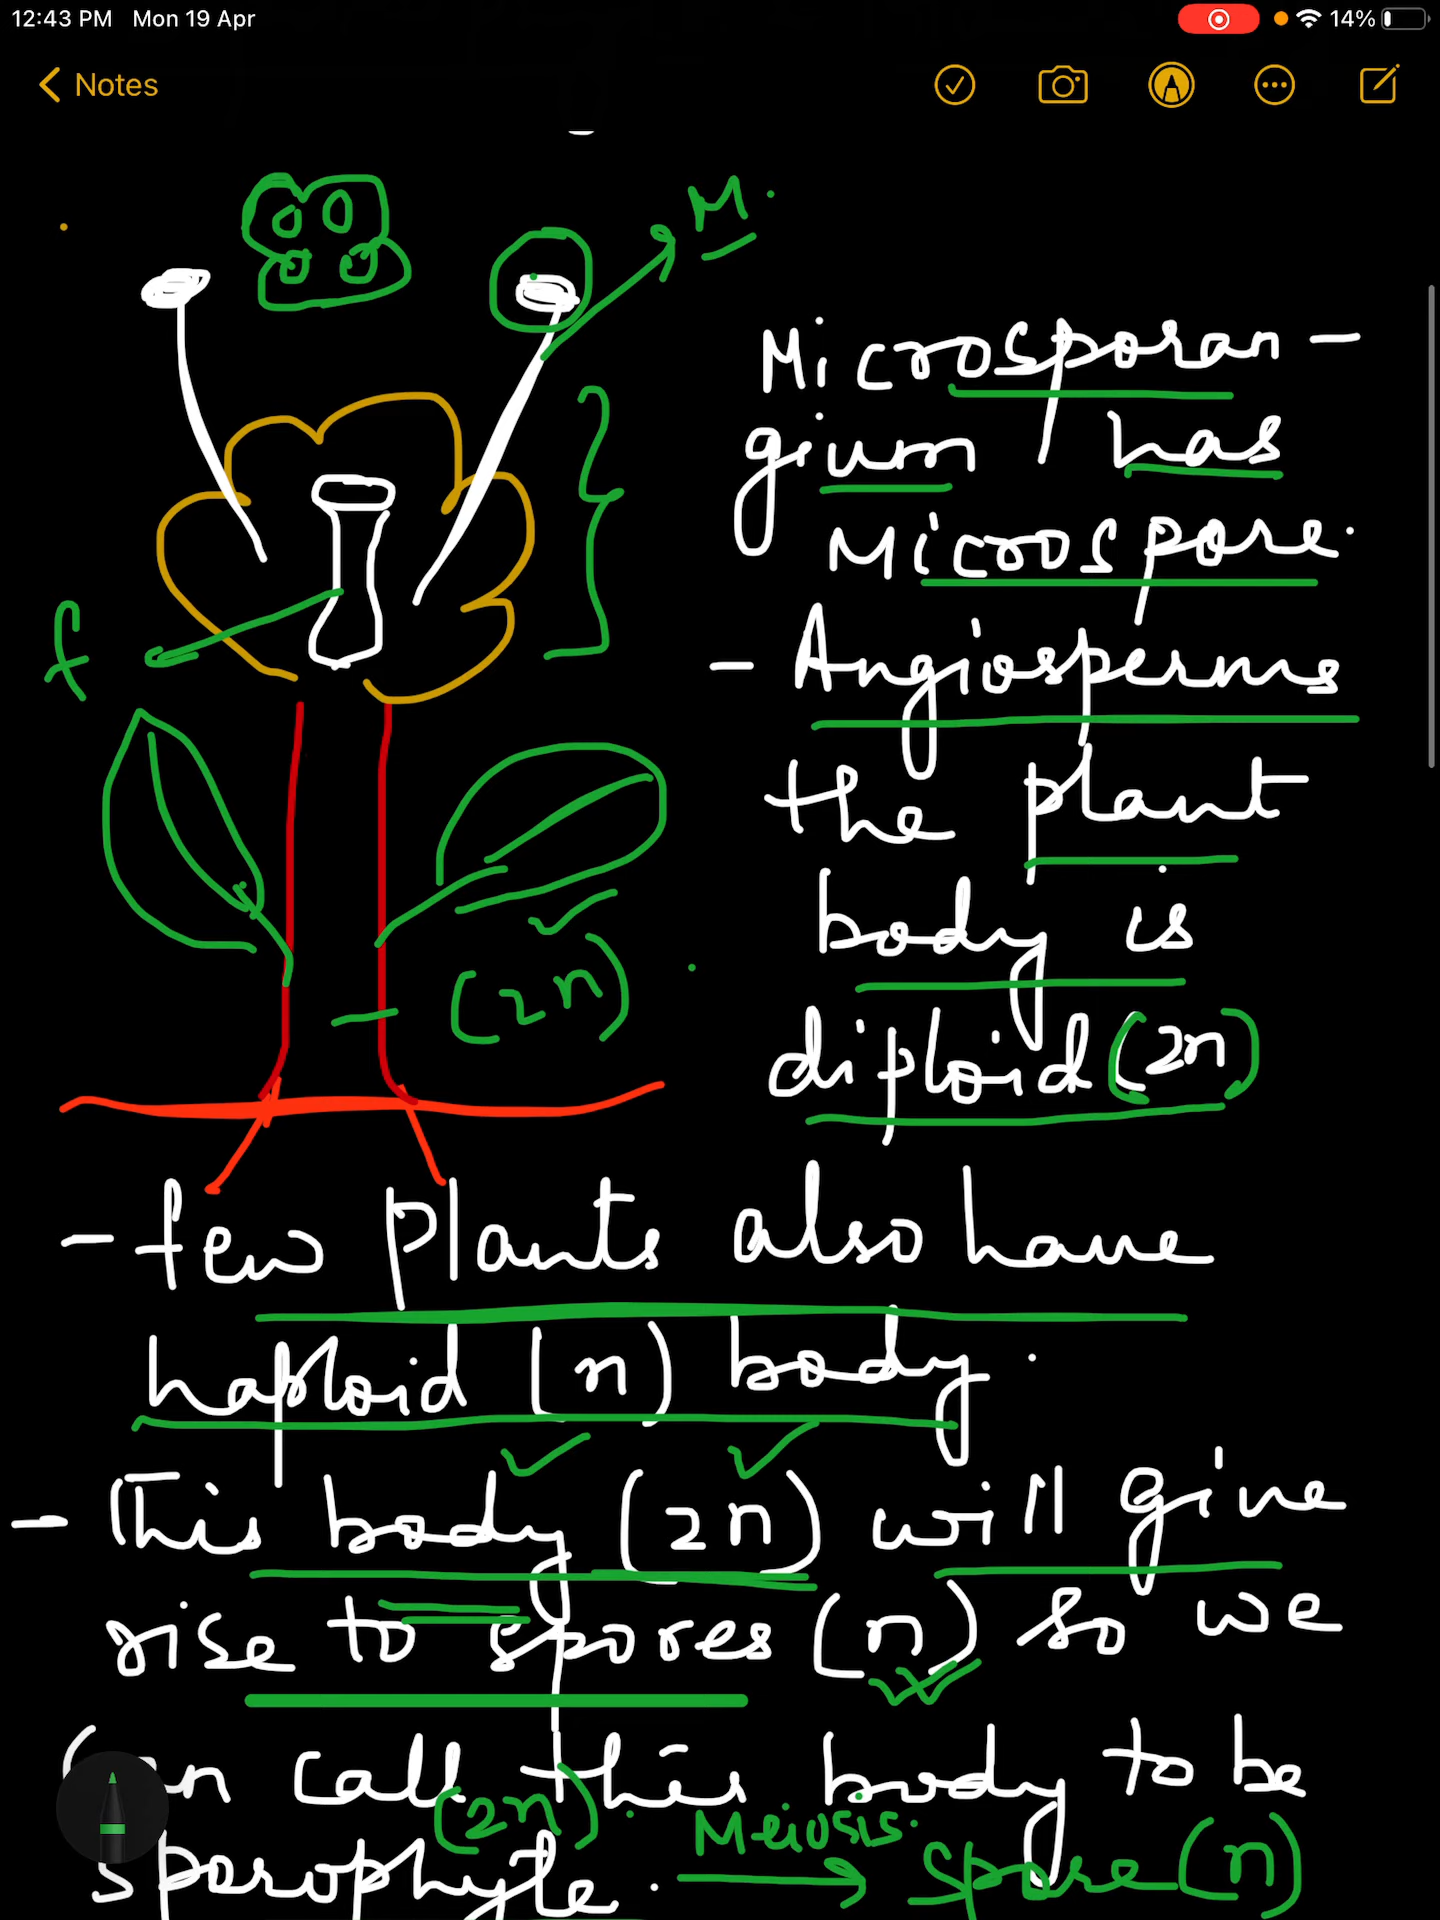 12:43 PM Mon 19 Apr 14%
Notes
M.
Microsporan-
gium has
Microspore.
f
- Angiosperms
the plant
body is
(2n)
diploid (2n)
- few plants also have
haploid (n) body.
- This body (2n) will give
rise to spores (n) so we
can call this body to be
(2n). Meiosis.
sporophyte. → spore (n)